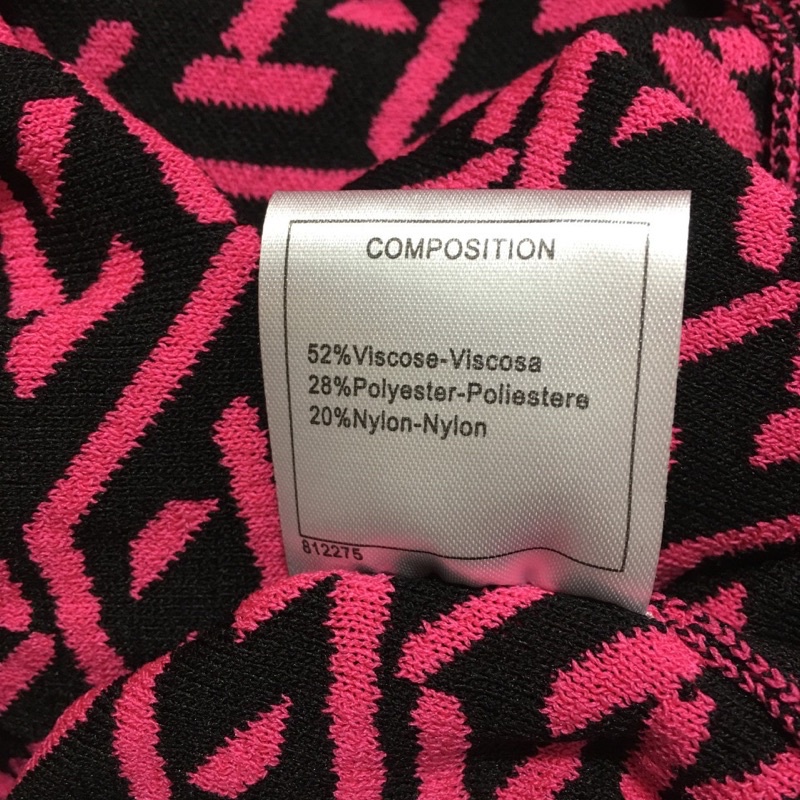 COMPOSITION
52%Viscose-Viscosa
28%Polyester-Poliestere
20%Nylon-Nylon
812275